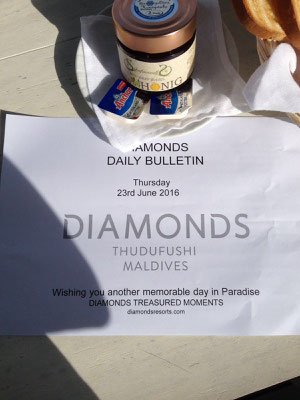 HONIG
DIAMONDS
DAILY BULLETIN
Thursday
23rd June 2016
DIAMONDS
THUDUFUSHI
MALDIVES
Wishing you another memorable day in Paradise
DIAMONDS TREASURED MOMENTS
diamondsresorts.com